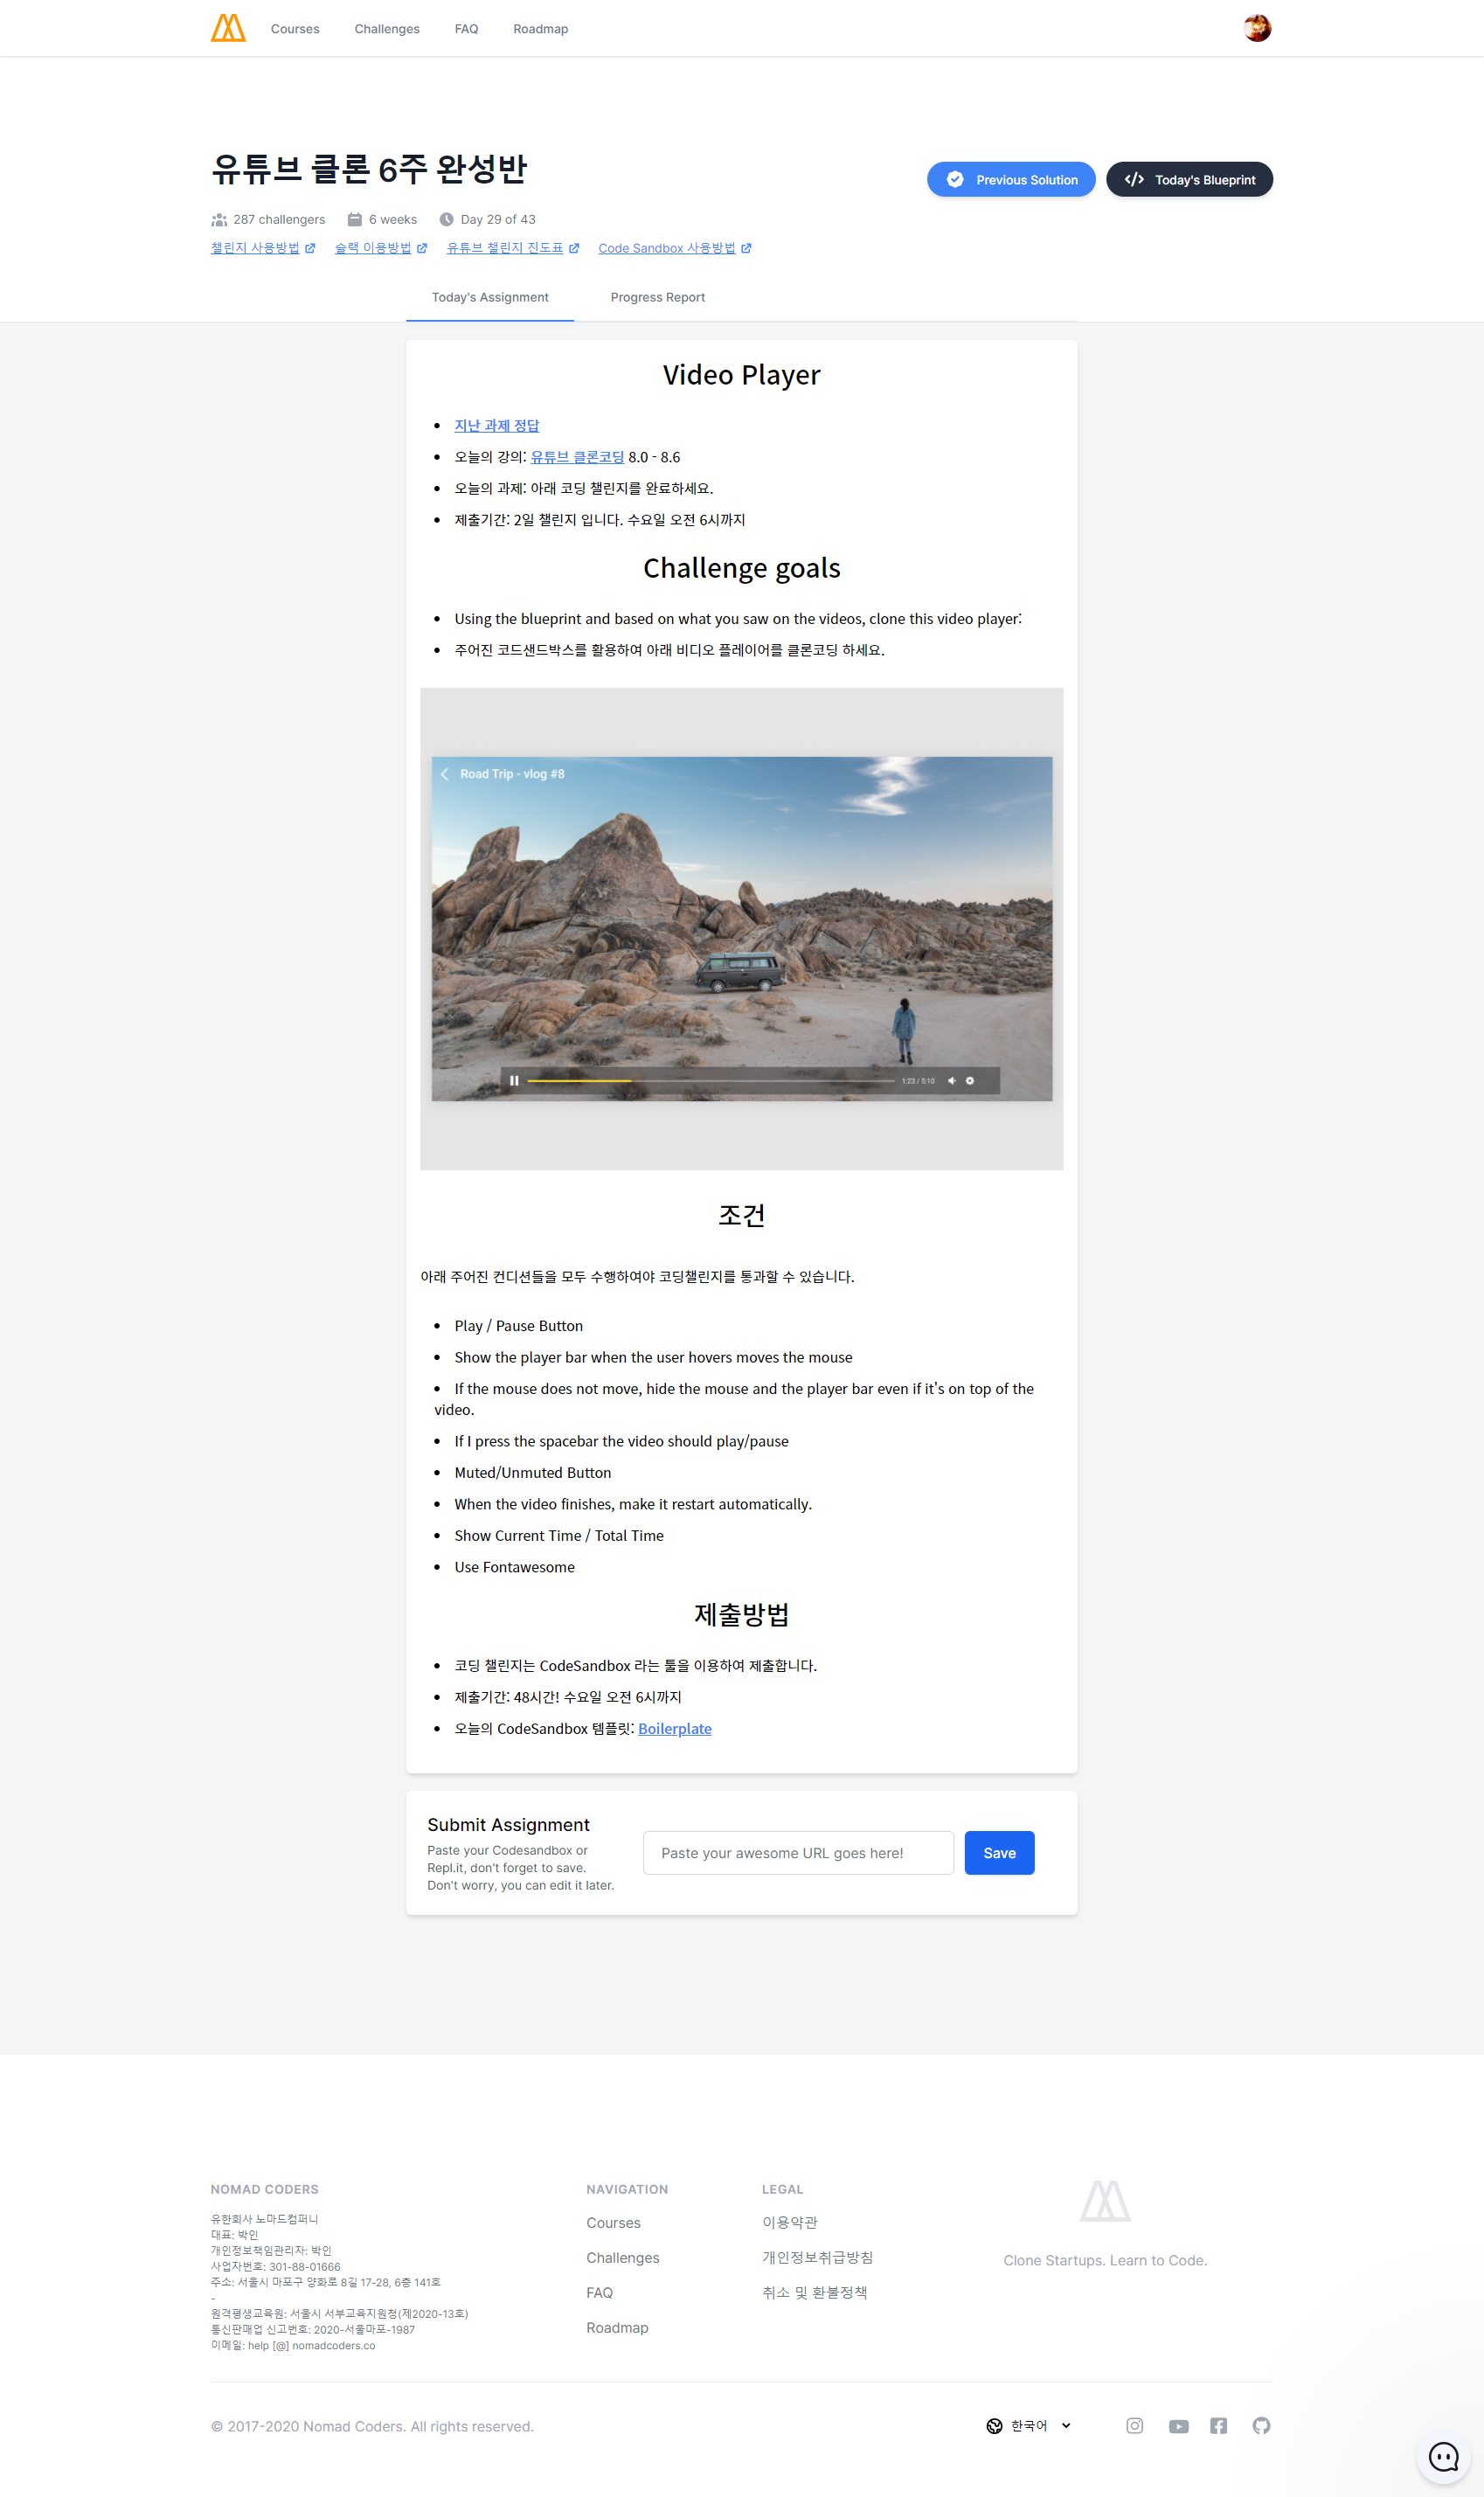 Courses Challenges FAQ Roadmap
유튜브 클론 6주 완성반
Previous Solution
Today's Blueprint
287 challengers 6 weeks Day 29 of 43
챌린지 사용방법 슬랙 이용방법 유튜브 챌린지 진도표 Code Sandbox 사용방법
Today's Assignment Progress Report
Video Player
지난 과제 정답
오늘의 강의: 유튜브 클론코딩 8.0 - 8.6
오늘의 과제: 아래 코딩 챌린지를 완료하세요.
제출기간: 2일 챌린지 입니다. 수요일 오전 6시까지
Challenge goals
Using the blueprint and based on what you saw on the videos, clone this video player:
주어진 코드샌드박스를 활용하여 아래 비디오 플레이어를 클론코딩 하세요.
Road Trip - vlog #8
1:23 / 5:10
조건
아래 주어진 컨디션들을 모두 수행하여야 코딩챌린지를 통과할 수 있습니다.
Play / Pause Button
Show the player bar when the user hovers moves the mouse
If the mouse does not move, hide the mouse and the player bar even if it's on top of the
video.
If I press the spacebar the video should play/pause
Muted/Unmuted Button
When the video finishes, make it restart automatically.
Show Current Time / Total Time
Use Fontawesome
제출방법
코딩 챌린지는 CodeSandbox 라는 툴을 이용하여 제출합니다.
제출기간: 48시간! 수요일 오전 6시까지
오늘의 CodeSandbox 템플릿: Boilerplate
Submit Assignment
Paste your Codesandbox or
Repl.it, don't forget to save.
Don't worry, you can edit it later.
Paste your awesome URL goes here!
Save
NOMAD CODERS
유한회사 노마드컴퍼니
대표: 박인
개인정보책임관리자: 박인
사업자번호: 301-88-01666
주소: 서울시 마포구 양화로 8길 17-28, 6층 141호
-
원격평생교육원: 서울시 서부교육지원청(제2020-13호)
통신판매업 신고번호: 2020-서울마포-1987
이메일: help [@] nomadcoders.co
NAVIGATION
Courses
Challenges
FAQ
Roadmap
LEGAL
이용약관
개인정보취급방침
취소 및 환불정책
Clone Startups. Learn to Code.
© 2017-2020 Nomad Coders. All rights reserved.
한국어